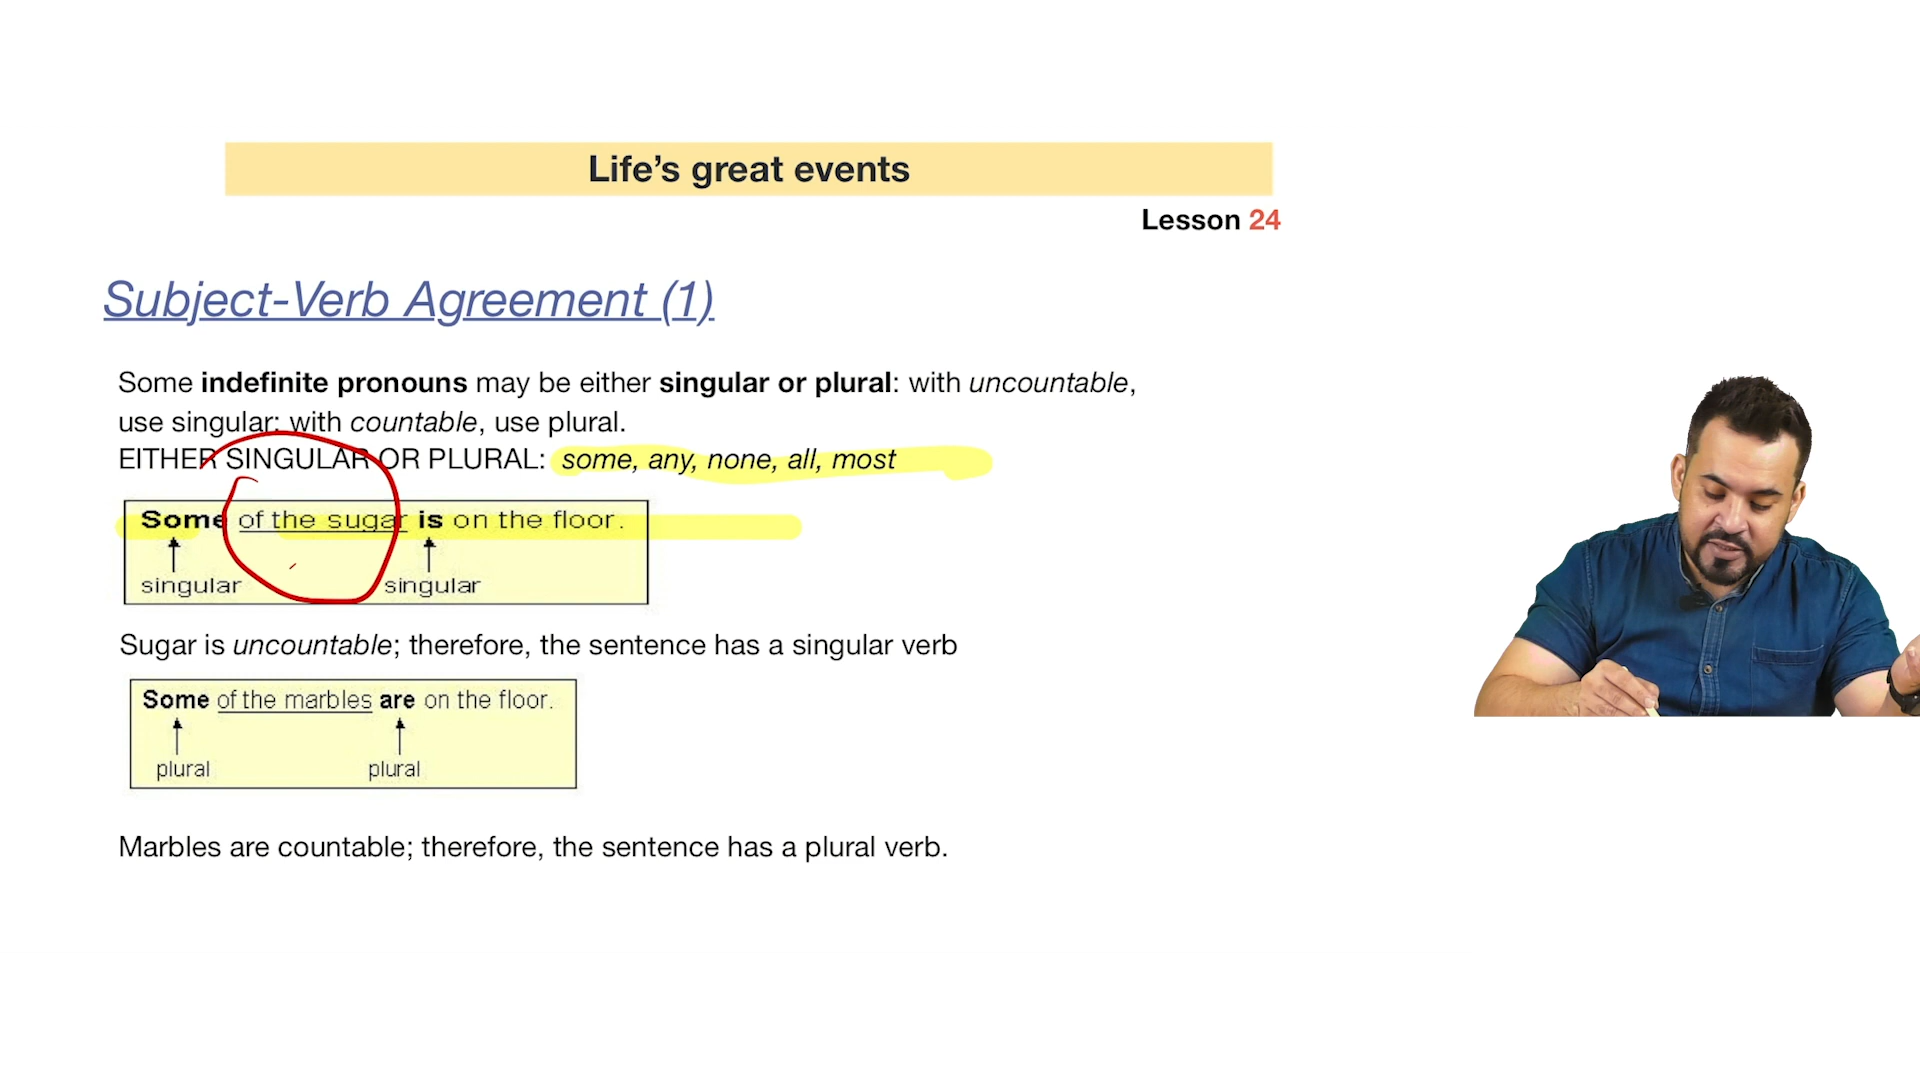 Life’s great events
Lesson 24
Subject-Verb Agreement (1)
Some indefinite pronouns may be either singular or plural: with uncountable,
use singular: with countable, use plural.
EITHER SINGULAR OR PLURAL: some, any, none, all, most
Some of the sugar is on the floor.
singular singular
Sugar is uncountable; therefore, the sentence has a singular verb
Some of the marbles are on the floor.
plural plural
Marbles are countable; therefore, the sentence has a plural verb.